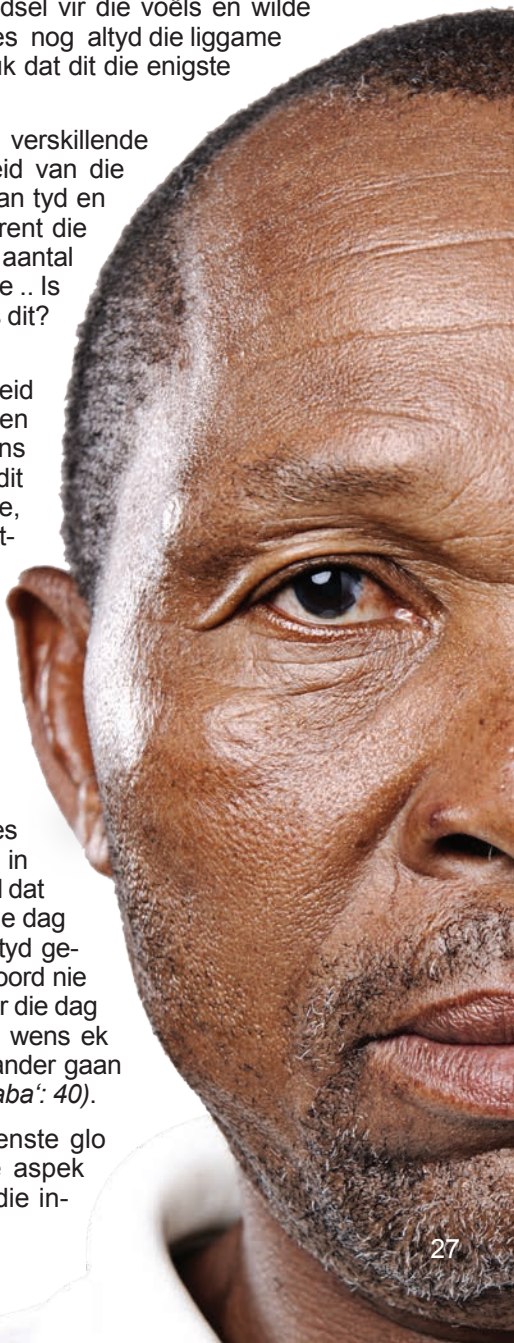 dsel vir die voëls en wilde
es nog altyd die liggame
uk dat dit die enigste
verskillende
eid van die
an tyd en
rent die
aantal
e .. Is
dit?
eid
en
ns
dit
e,
t-
es
in
dat
e dag
tyd ge-
oord nie
r die dag
wens ek
ander gaan
aba‘: 40).
enste glo
aspek
die in-
27